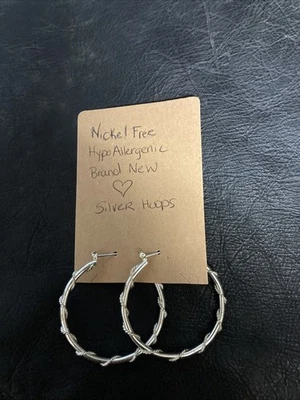 Nickel Free
HypoAllergenic
Brand New
♡
Silver Hoops